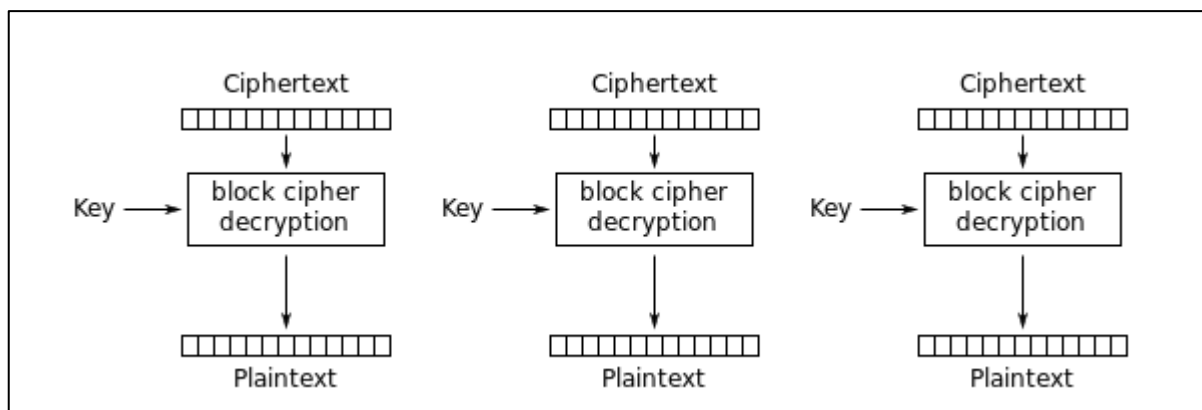 Ciphertext Ciphertext Ciphertext
block cipher block cipher block cipher
Key Key Key
decryption decryption decryption
Plaintext Plaintext Plaintext